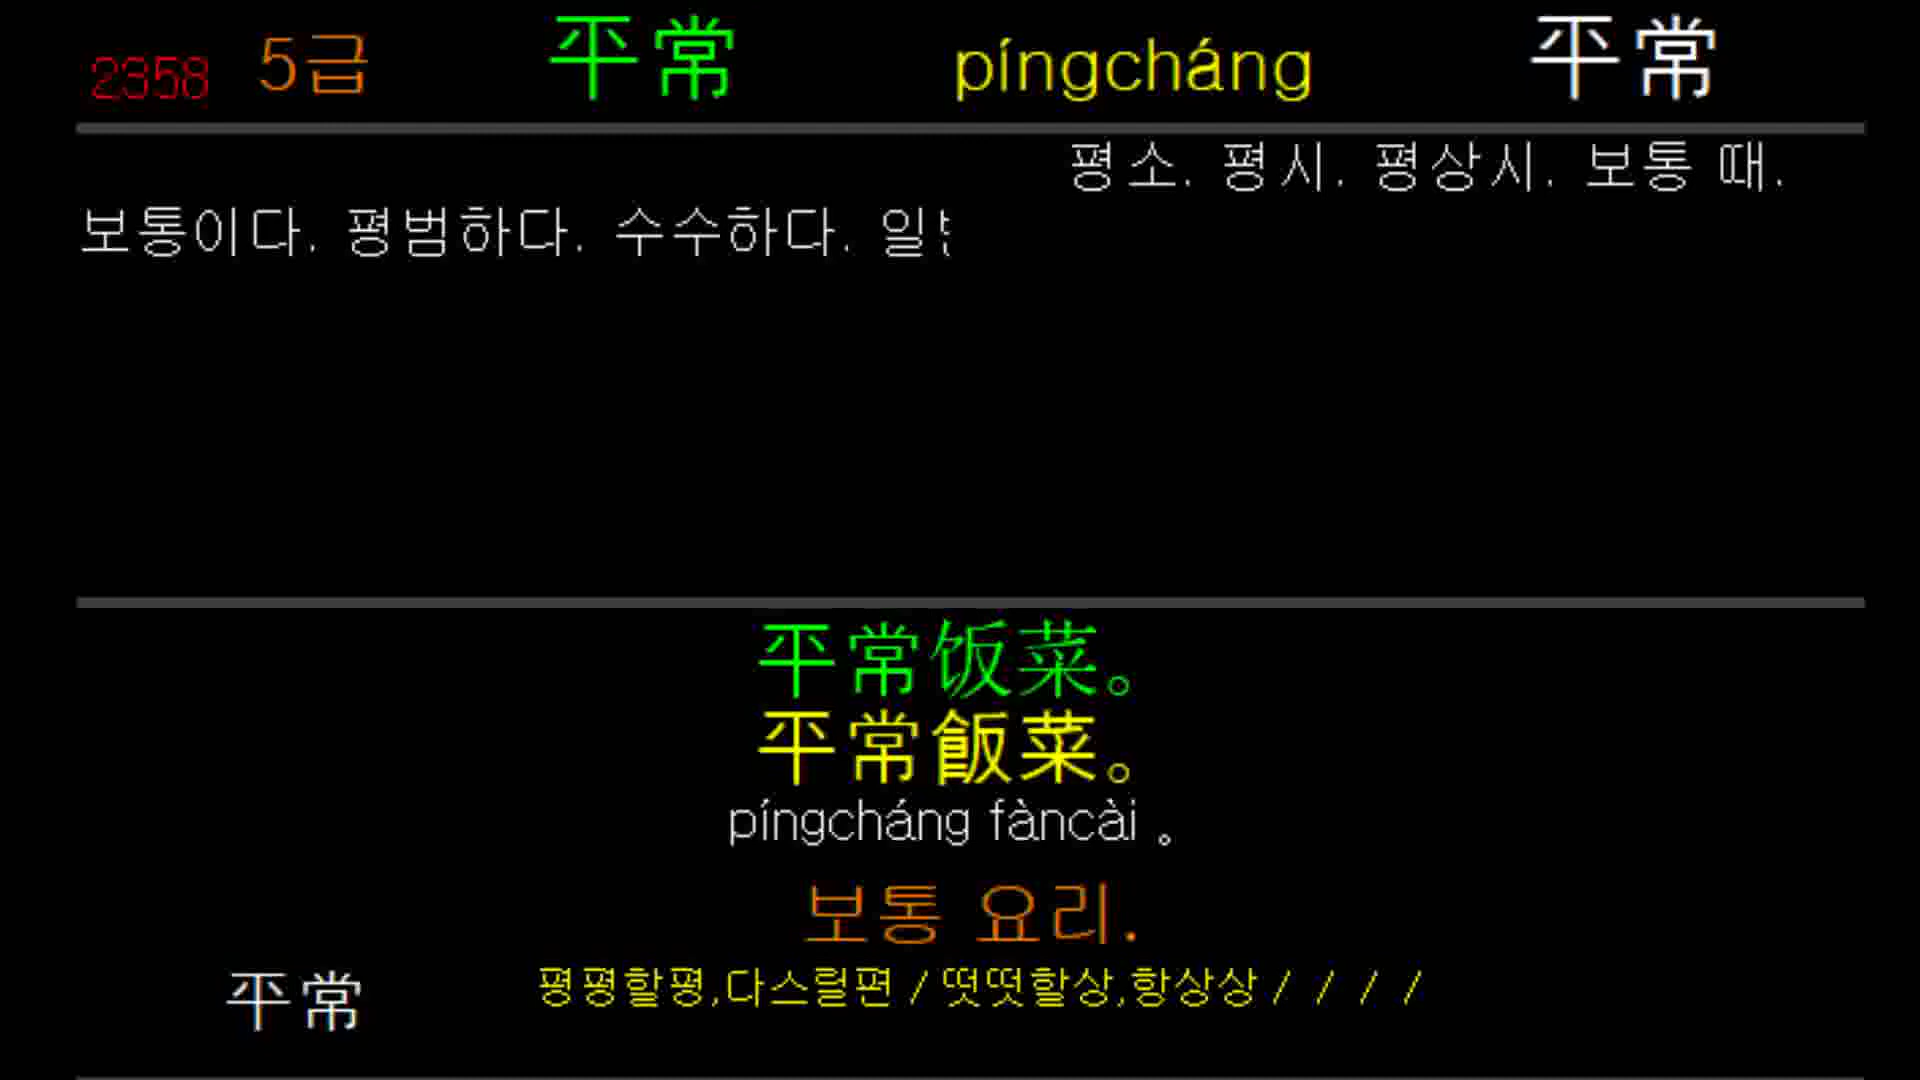 2358 5급 平常 píngcháng 平常
평소. 평시. 평상시. 보통 때.
보통이다. 평범하다. 수수하다.
平常饭菜。
平常飯菜。
píngcháng fàncài 。
보통 요리.
平常 평평할평,다스릴편 / 떳떳할상,항상상 / / / /